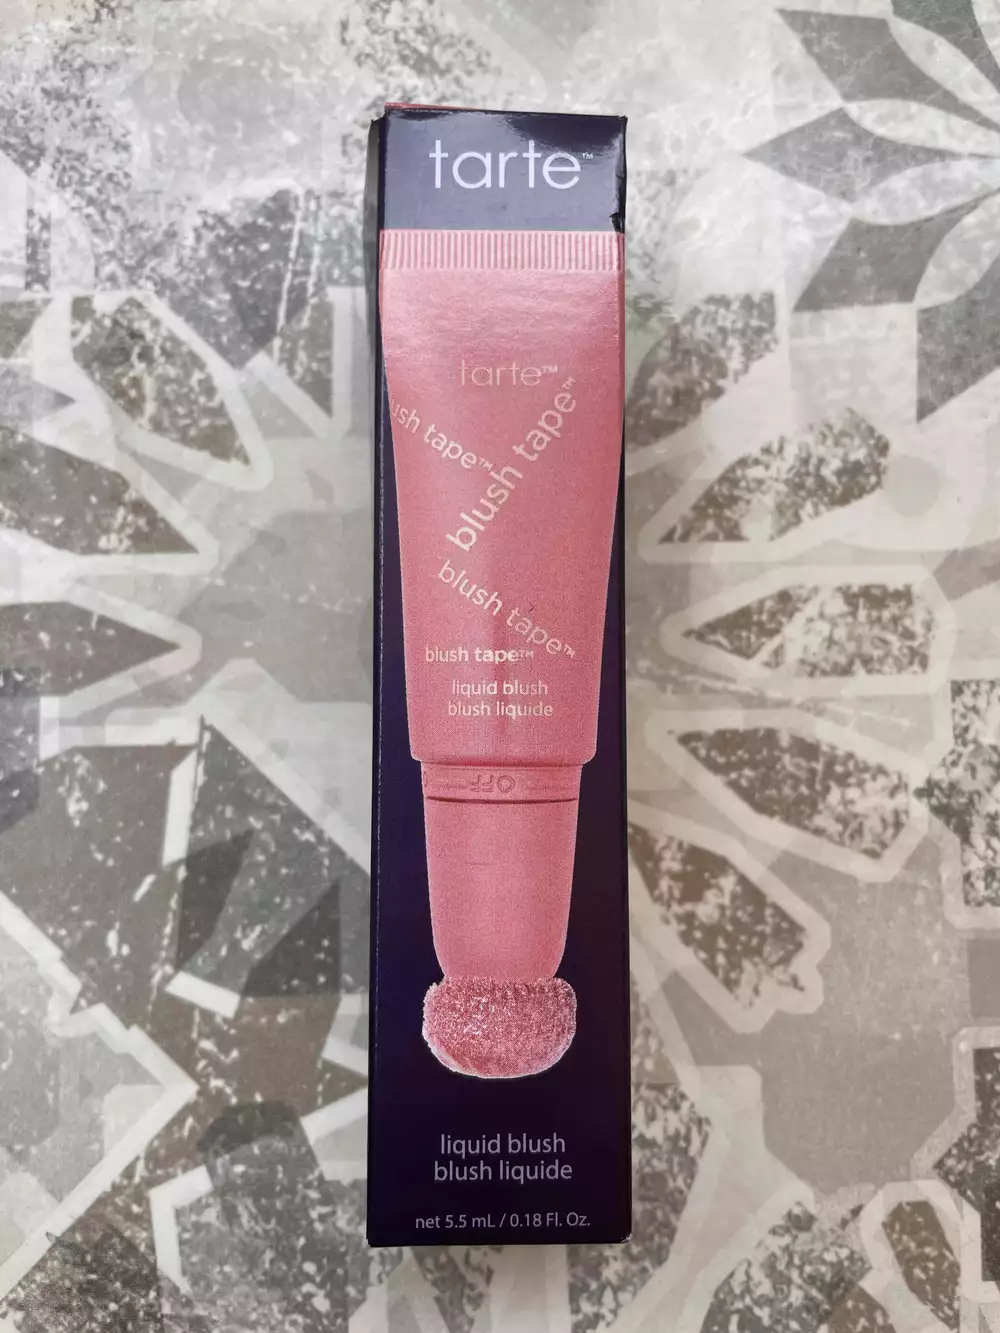 tarte™
tarte™
ush tape™
blush tape™
blush tape™
blush tape™
liquid blush
blush liquide
OFF
liquid blush
blush liquide
net 5.5 mL / 0.18 Fl. Oz.